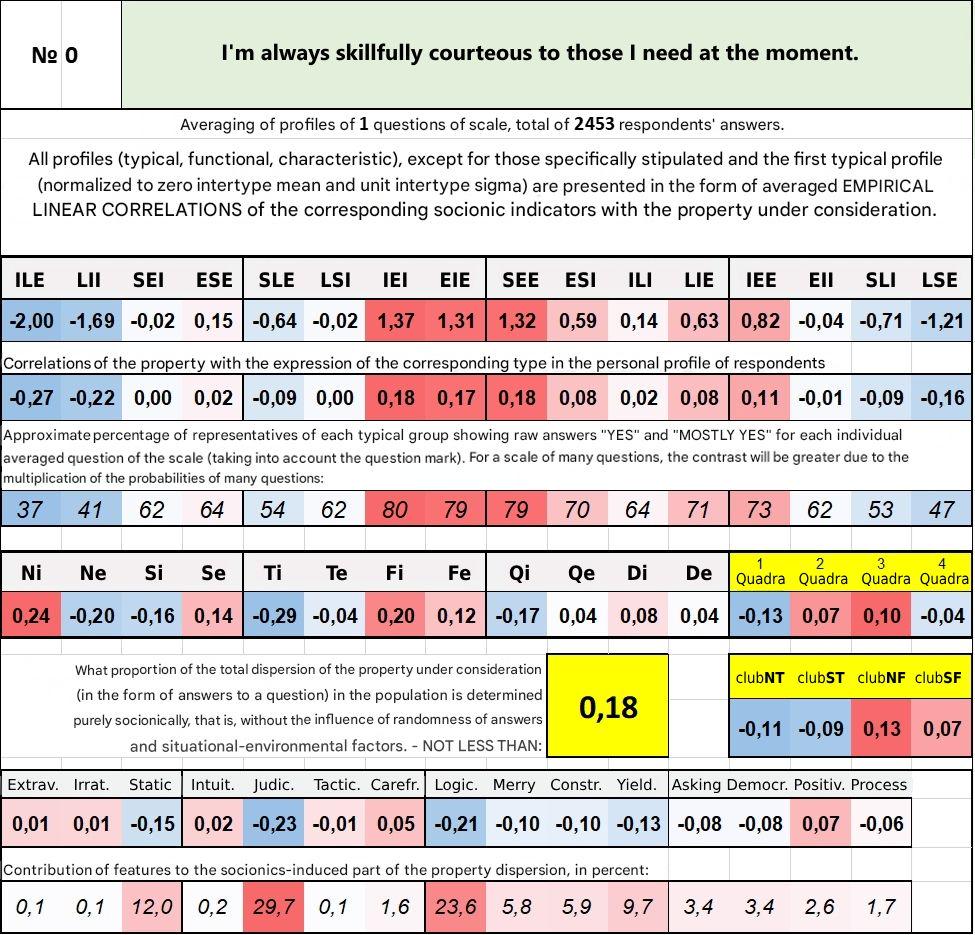 № 0
I'm always skillfully courteous to those I need at the moment.
Averaging of profiles of 1 questions of scale, total of 2453 respondents' answers.
All profiles (typical, functional, characteristic), except for those specifically stipulated and the first typical profile
(normalized to zero intertype mean and unit intertype sigma) are presented in the form of averaged EMPIRICAL
LINEAR CORRELATIONS of the corresponding socionic indicators with the property under consideration.
ILE LII SEI ESE SLE LSI IEI EIE SEE ESI ILI LIE IEE EII SLI LSE
-2,00 -1,69 -0,02 0,15 -0,64 -0,02 1,37 1,31 1,32 0,59 0,14 0,63 0,82 -0,04 -0,71 -1,21
Correlations of the property with the expression of the corresponding type in the personal profile of respondents
-0,27 -0,22 0,00 0,02 -0,09 0,00 0,18 0,17 0,18 0,08 0,02 0,08 0,11 -0,01 -0,09 -0,16
Approximate percentage of representatives of each typical group showing raw answers "YES" and "MOSTLY YES" for each individual
averaged question of the scale (taking into account the question mark). For a scale of many questions, the contrast will be greater due to the
multiplication of the probabilities of many questions:
37 41 62 64 54 62 80 79 79 70 64 71 73 62 53 47
Ni Ne Si Se Ti Te Fi Fe Qi Qe Di De 1 Quadra 2 Quadra 3 Quadra 4 Quadra
0,24 -0,20 -0,16 0,14 -0,29 -0,04 0,20 0,12 -0,17 0,04 0,08 0,04 -0,13 0,07 0,10 -0,04
What proportion of the total dispersion of the property under consideration
(in the form of answers to a question) in the population is determined
purely socionically, that is, without the influence of randomness of answers
and situational-environmental factors. - NOT LESS THAN:
0,18
clubNT clubST clubNF clubSF
-0,11 -0,09 0,13 0,07
Extrav. Irrat. Static Intuit. Judic. Tactic. Carefr. Logic. Merry Constr. Yield. Asking Democr. Positiv. Process
0,01 0,01 -0,15 0,02 -0,23 -0,01 0,05 -0,21 -0,10 -0,10 -0,13 -0,08 -0,08 0,07 -0,06
Contribution of features to the socionics-induced part of the property dispersion, in percent:
0,1 0,1 12,0 0,2 29,7 0,1 1,6 23,6 5,8 5,9 9,7 3,4 3,4 2,6 1,7